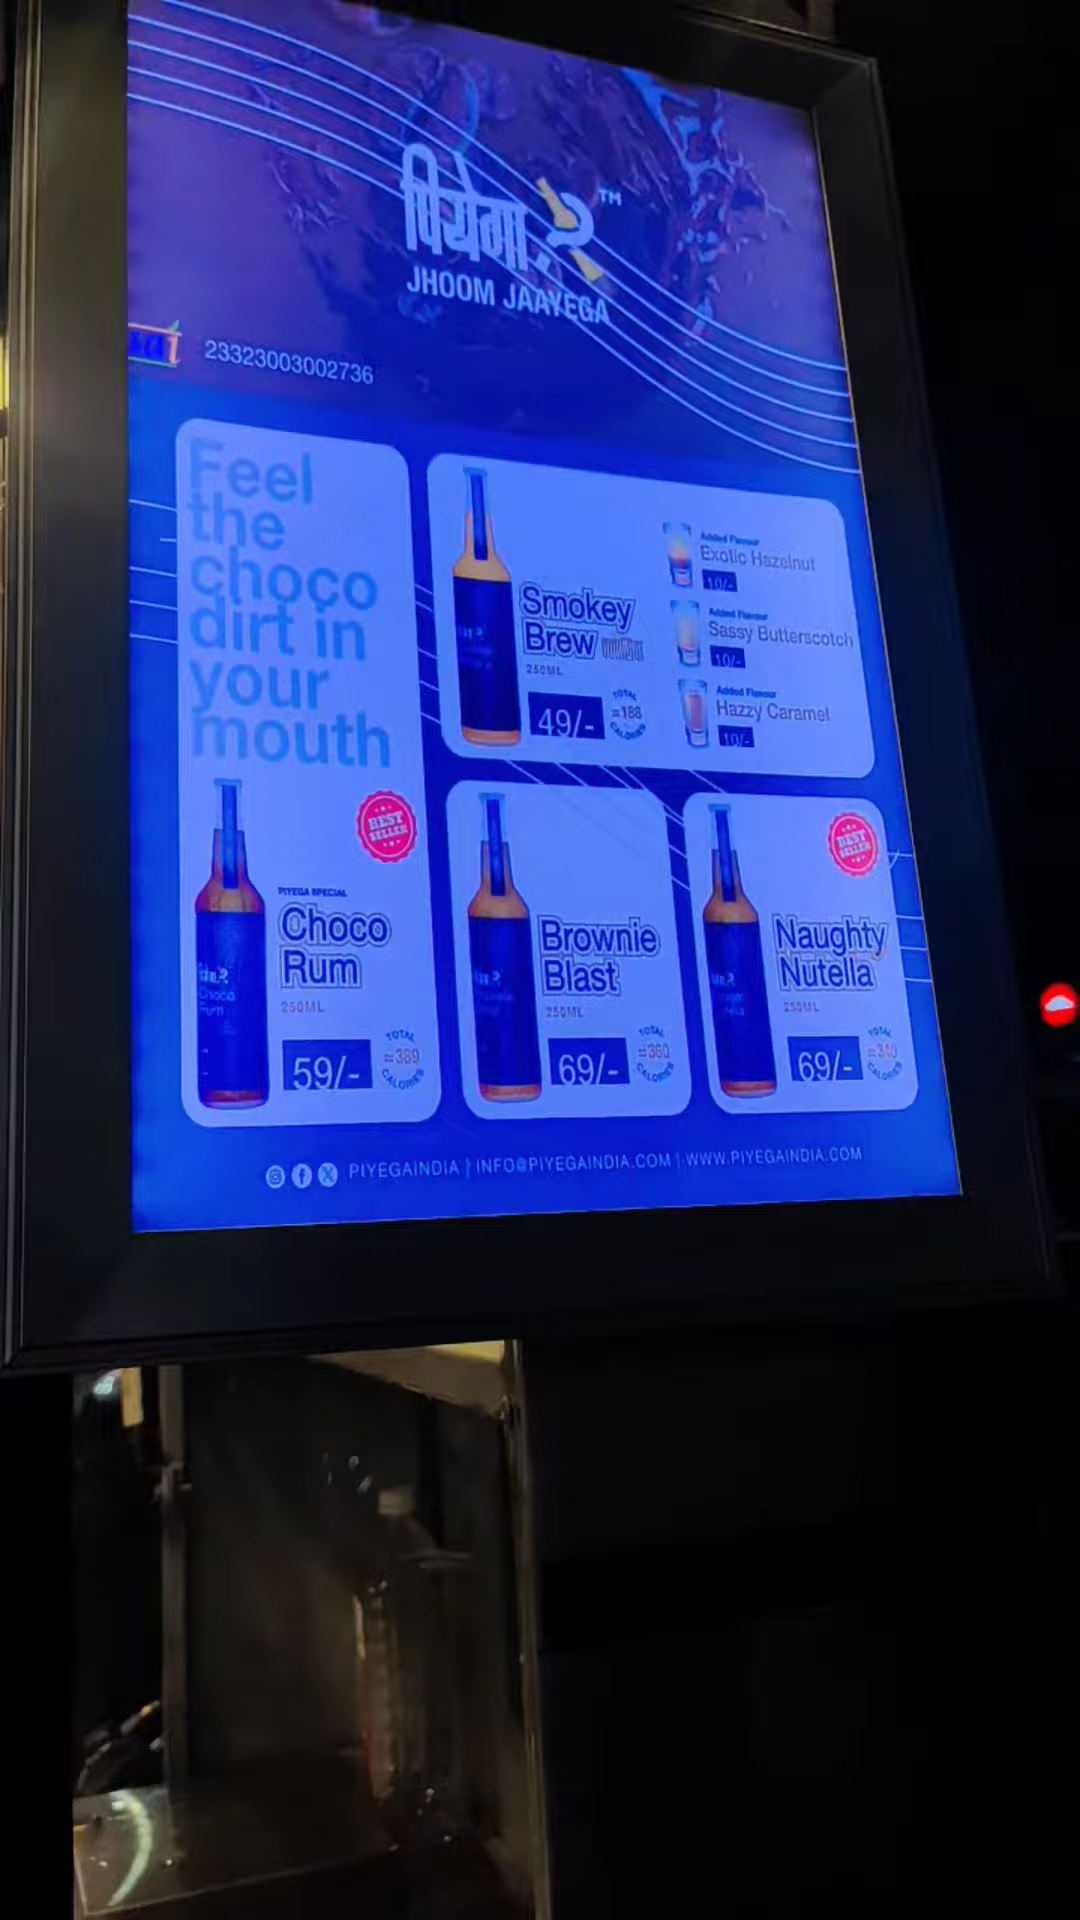 पियेगा
TM
JHOOM JAAYEGA
23323003002736
Feel
the
choco
dirt in
your
mouth
BEST
SELLER
PIYEGA SPECIAL
Choco
Rum
250ML
59/-
TOTAL
=389
CALORIES
Smokey
Brew
250ML
49/-
TOTAL
=188
CALORIES
Added Flavour
Exotic Hazelnut
10/-
Added Flavour
Sassy Butterscotch
10/-
Added Flavour
Hazzy Caramel
10/-
Brownie
Blast
250ML
69/-
TOTAL
=360
CALORIES
BEST
SELLER
Naughty
Nutella
250ML
69/-
TOTAL
=340
CALORIES
PIYEGAINDIA | INFO@PIYEGAINDIA.COM | WWW.PIYEGAINDIA.COM